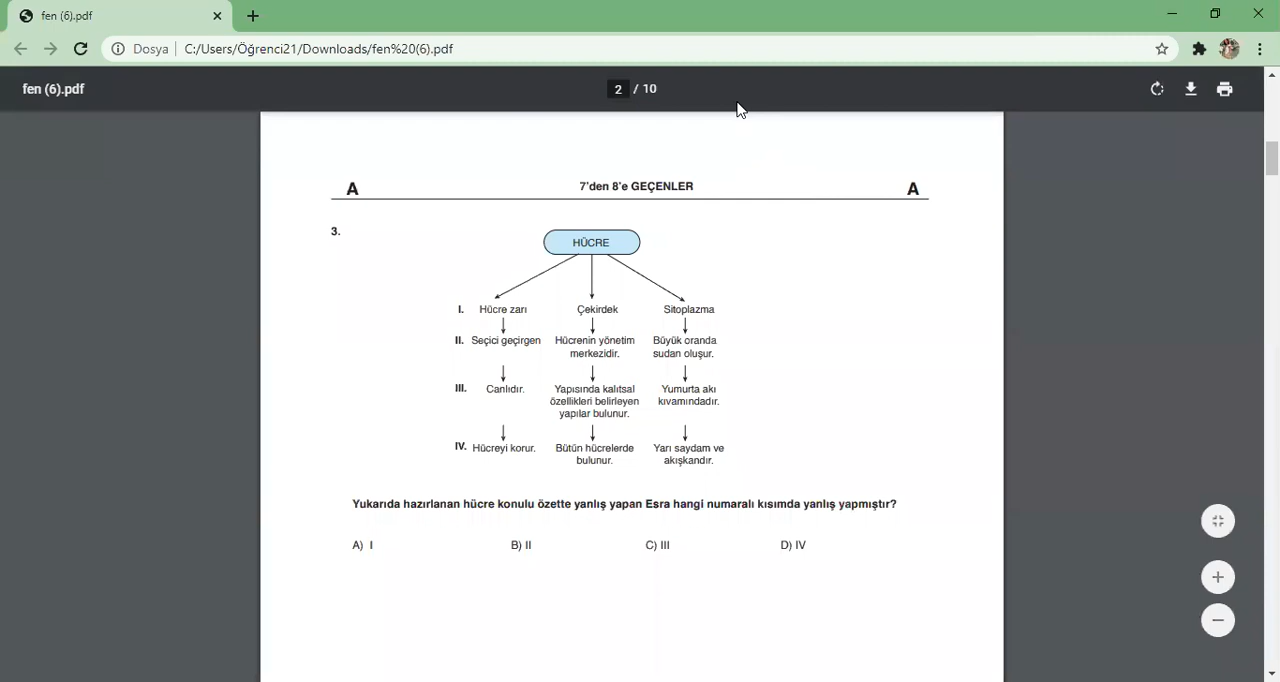 fen (6).pdf
Dosya C:/Users/Öğrenci21/Downloads/fen%20(6).pdf
fen (6).pdf
2 / 10
A 7'den 8'e GEÇENLER A
3.
HÜCRE
I. Hücre zarı Çekirdek Sitoplazma
II. Seçici geçirgen Hücrenin yönetim Büyük oranda
merkezidir. sudan oluşur.
III. Canlıdır. Yapısında kalıtsal Yumurta akı
özellikleri belirleyen kıvamındadır.
yapılar bulunur.
IV. Hücreyi korur. Bütün hücrelerde Yarı saydam ve
bulunur. akışkandır.
Yukarıda hazırlanan hücre konulu özette yanlış yapan Esra hangi numaralı kısımda yanlış yapmıştır?
A) I B) II C) III D) IV